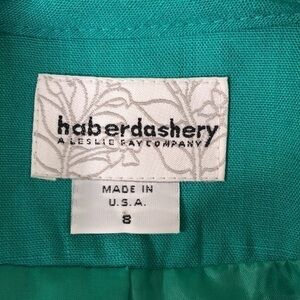 haberdashery
A LESLIE FAY COMPANY
MADE IN
U.S.A.
8